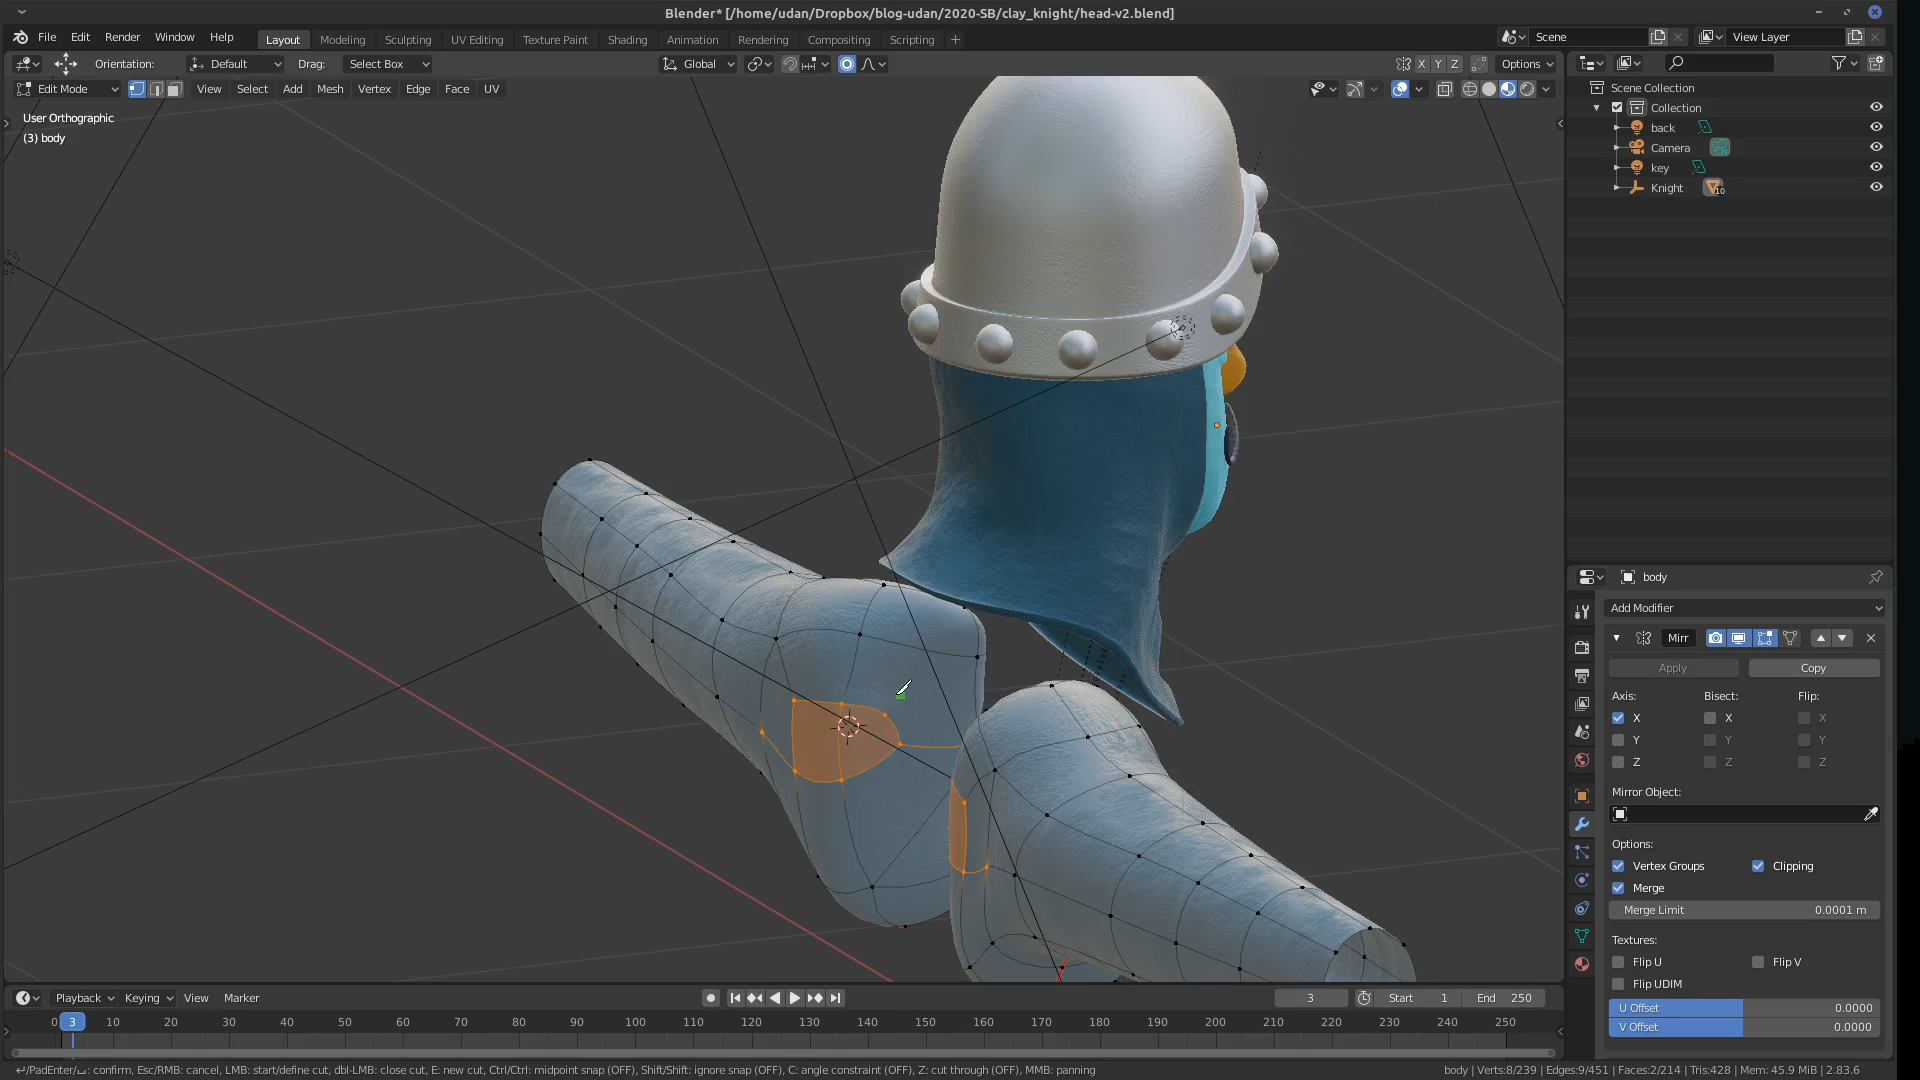 Blender* [/home/udan/Dropbox/blog-udan/2020-SB/clay_knight/head-v2.blend]
File Edit Render Window Help Layout Modeling Sculpting UV Editing Texture Paint Shading Animation Rendering Compositing Scripting + Scene View Layer
Orientation: Default Drag: Select Box Global X Y Z Options
Edit Mode View Select Add Mesh Vertex Edge Face UV
User Orthographic
(3) body
Scene Collection
Collection
back
Camera
key
Knight 10
body
Add Modifier
Mirr
Apply Copy
Axis: Bisect: Flip:
X X X
Y Y Y
Z Z Z
Mirror Object:
Options:
Vertex Groups Clipping
Merge
Merge Limit 0.0001 m
Textures:
Flip U Flip V
Flip UDIM
U Offset 0.0000
V Offset 0.0000
Playback Keying View Marker 3 Start 1 End 250
0 3 10 20 30 40 50 60 70 80 90 100 110 120 130 140 150 160 170 180 190 200 210 220 230 240 250
/PadEnter/ : confirm, Esc/RMB: cancel, LMB: start/define cut, dbl-LMB: close cut, E: new cut, Ctrl/Ctrl: midpoint snap (OFF), Shift/Shift: ignore snap (OFF), C: angle constraint (OFF), Z: cut through (OFF), MMB: panning body | Verts:8/239 | Edges:9/451 | Faces:2/214 | Tris:428 | Mem: 45.9 MiB | 2.83.6